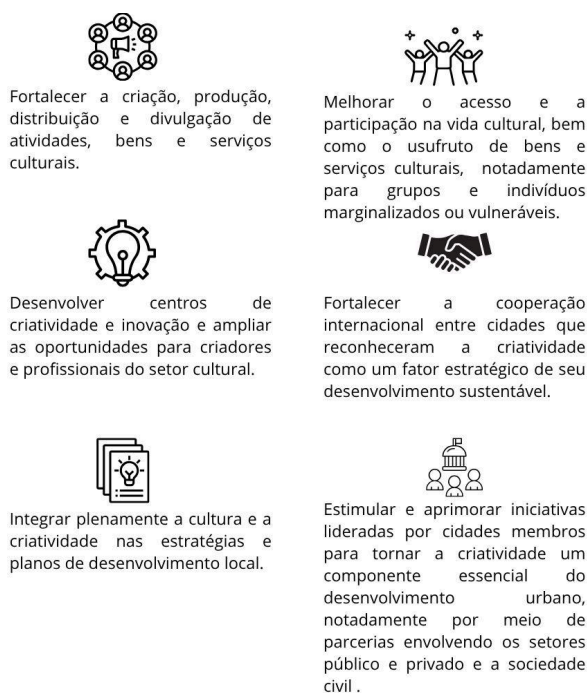 Fortalecer a criação, produção,
distribuição e divulgação de
atividades, bens e serviços
culturais.
Melhorar o acesso e a
participação na vida cultural, bem
como o usufruto de bens e
serviços culturais, notadamente
para grupos e indivíduos
marginalizados ou vulneráveis.
Desenvolver centros de
criatividade e inovação e ampliar
as oportunidades para criadores
e profissionais do setor cultural.
Fortalecer a cooperação
internacional entre cidades que
reconheceram a criatividade
como um fator estratégico de seu
desenvolvimento sustentável.
Integrar plenamente a cultura e a
criatividade nas estratégias e
planos de desenvolvimento local.
Estimular e aprimorar iniciativas
lideradas por cidades membros
para tornar a criatividade um
componente essencial do
desenvolvimento urbano,
notadamente por meio de
parcerias envolvendo os setores
público e privado e a sociedade
civil .